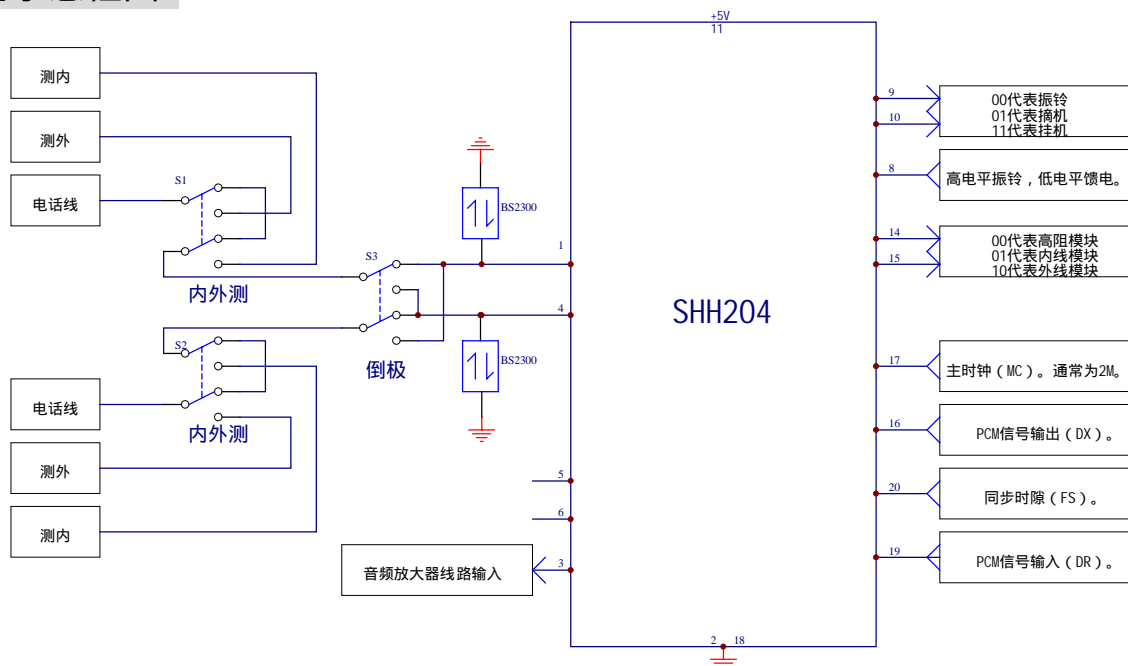 +5V
11
测内
测外
电话线
S1
内外测
S2
内外测
电话线
测外
测内
S3
倒极
BS2300
BS2300
1
4
5
6
3
音频放大器线路输入
SHH204
2 18
9
10
00代表振铃
01代表摘机
11代表挂机
8
高电平振铃，低电平馈电。
14
15
00代表高阻模块
01代表内线模块
10代表外线模块
17
主时钟（MC）。通常为2M。
16
PCM信号输出（DX）。
20
同步时隙（FS）。
19
PCM信号输入（DR）。